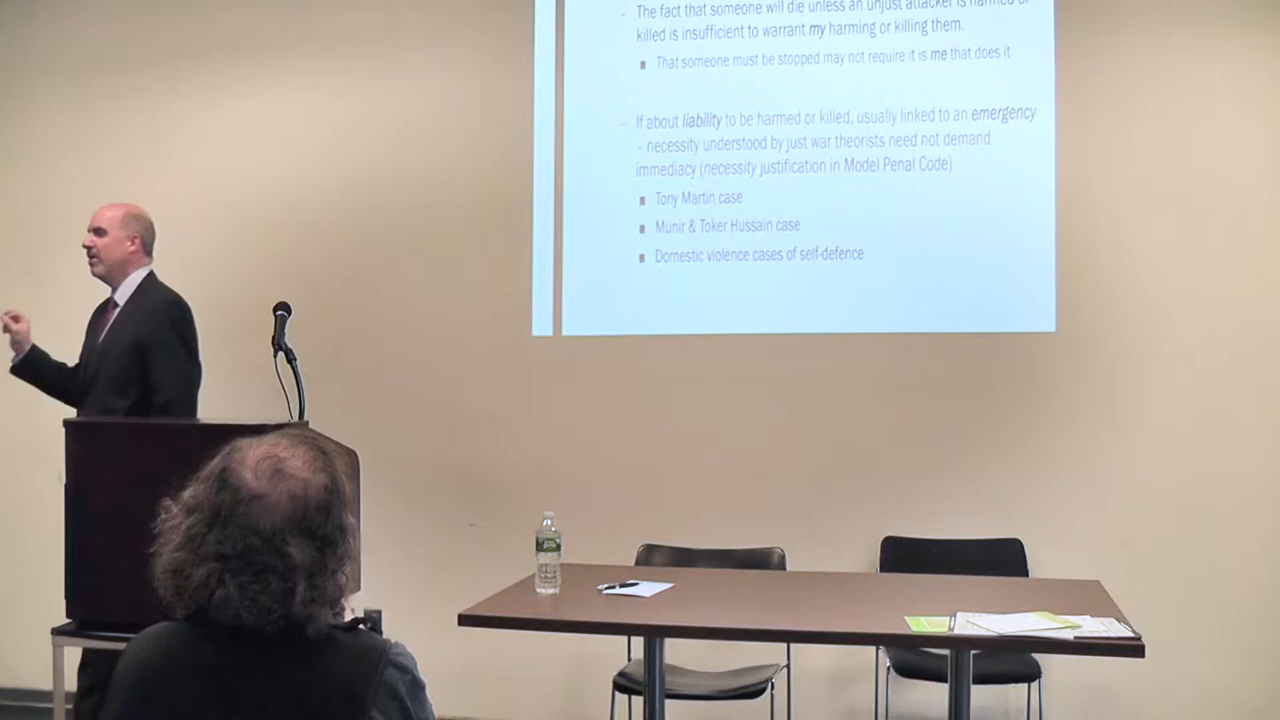 - The fact that someone will die unless an unjust attacker is harmed or
killed is insufficient to warrant my harming or killing them.
▪ That someone must be stopped may not require it is me that does it
– If about liability to be harmed or killed, usually linked to an emergency
– necessity understood by just war theorists need not demand
immediacy (necessity justification in Model Penal Code)
▪ Tony Martin case
▪ Munir & Toker Hussain case
▪ Domestic violence cases of self-defence